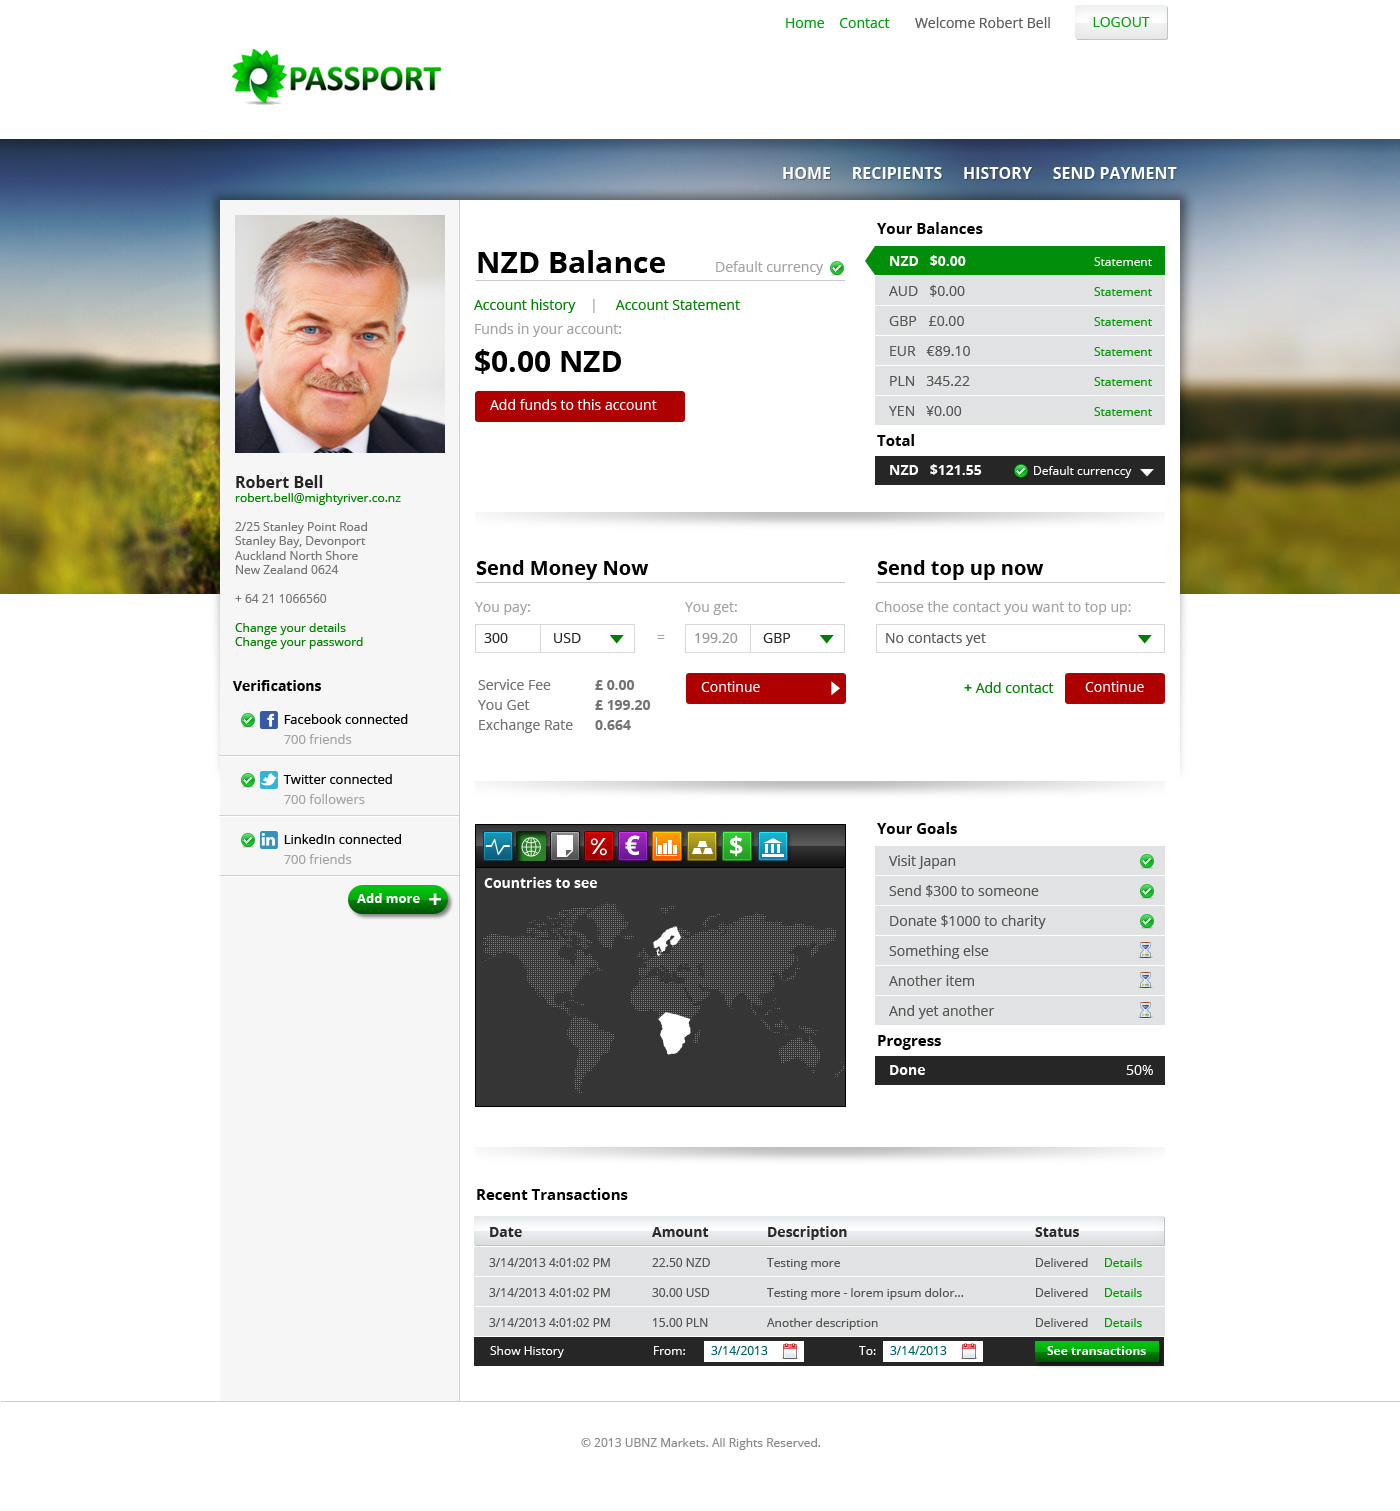 Home Contact Welcome Robert Bell LOGOUT
PASSPORT
HOME RECIPIENTS HISTORY SEND PAYMENT
Robert Bell
robert.bell@mightyriver.co.nz
2/25 Stanley Point Road
Stanley Bay, Devonport
Auckland North Shore
New Zealand 0624
+ 64 21 1066560
Change your details
Change your password
Verifications
Facebook connected
700 friends
Twitter connected
700 followers
LinkedIn connected
700 friends
Add more +
NZD Balance Default currency
Account history | Account Statement
Funds in your account:
$0.00 NZD
Add funds to this account
Your Balances
NZD $0.00 Statement
AUD $0.00 Statement
GBP £0.00 Statement
EUR €89.10 Statement
PLN 345.22 Statement
YEN ¥0.00 Statement
Total
NZD $121.55 Default currenccy
Send Money Now
You pay: You get:
300 USD = 199.20 GBP
Service Fee £ 0.00
You Get £ 199.20
Exchange Rate 0.664
Continue
Send top up now
Choose the contact you want to top up:
No contacts yet
+ Add contact Continue
% € $
Countries to see
Your Goals
Visit Japan
Send $300 to someone
Donate $1000 to charity
Something else
Another item
And yet another
Progress
Done 50%
Recent Transactions
Date Amount Description Status
3/14/2013 4:01:02 PM 22.50 NZD Testing more Delivered Details
3/14/2013 4:01:02 PM 30.00 USD Testing more - lorem ipsum dolor... Delivered Details
3/14/2013 4:01:02 PM 15.00 PLN Another description Delivered Details
Show History From: 3/14/2013 To: 3/14/2013 See transactions
© 2013 UBNZ Markets. All Rights Reserved.